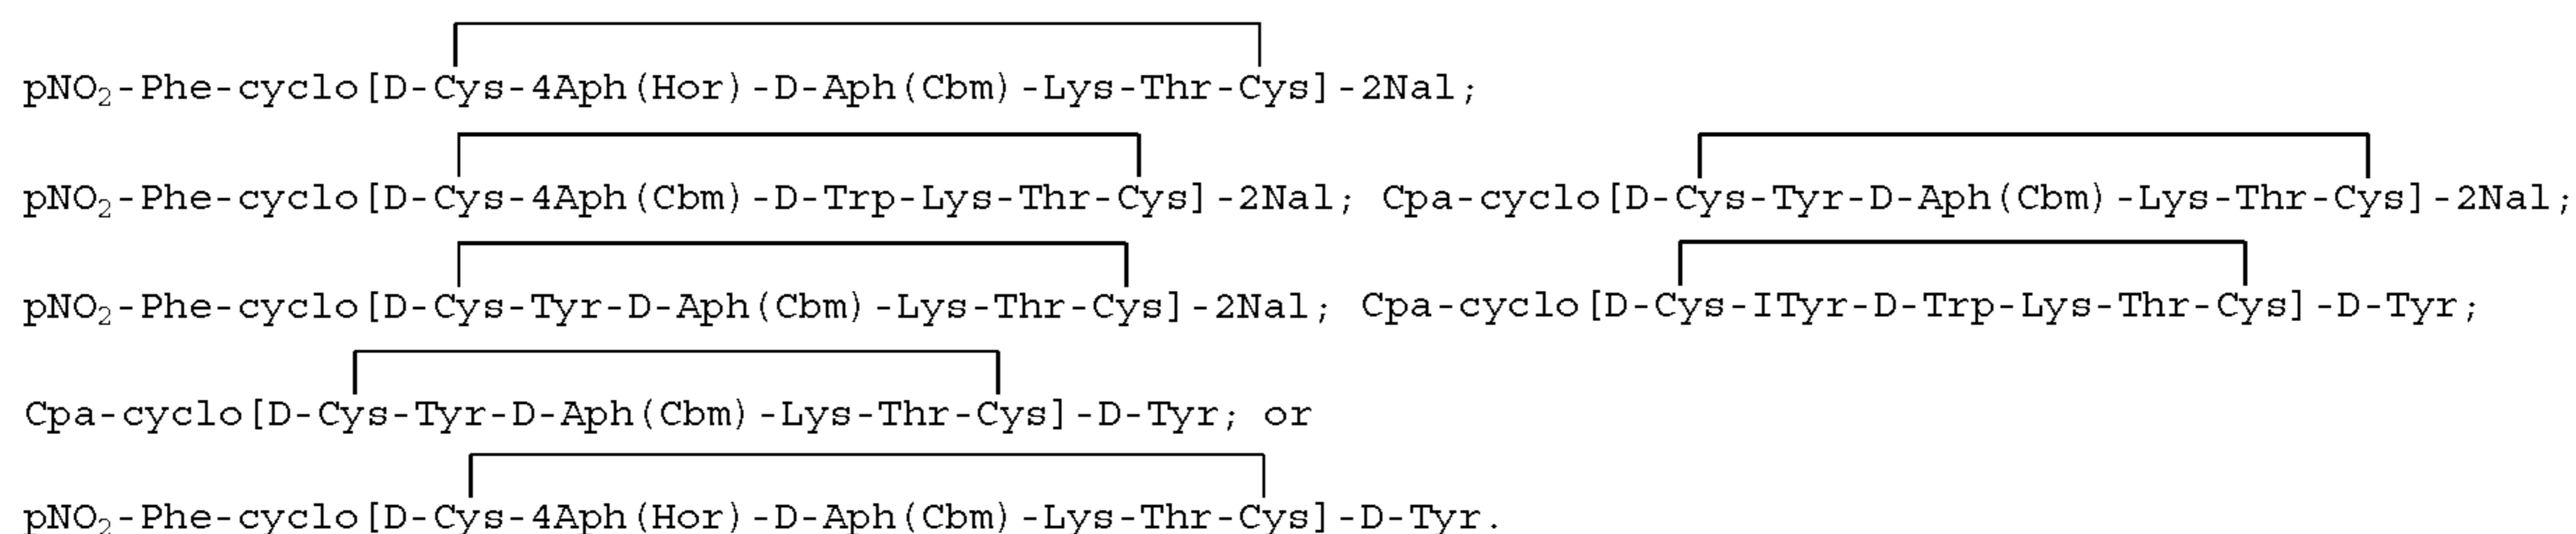 pNO₂-Phe-cyclo[D-Cys-4Aph(Hor)-D-Aph(Cbm)-Lys-Thr-Cys]-2Nal;
pNO₂-Phe-cyclo[D-Cys-4Aph(Cbm)-D-Trp-Lys-Thr-Cys]-2Nal; Cpa-cyclo[D-Cys-Tyr-D-Aph(Cbm)-Lys-Thr-Cys]-2Nal;
pNO₂-Phe-cyclo[D-Cys-Tyr-D-Aph(Cbm)-Lys-Thr-Cys]-2Nal; Cpa-cyclo[D-Cys-ITyr-D-Trp-Lys-Thr-Cys]-D-Tyr;
Cpa-cyclo[D-Cys-Tyr-D-Aph(Cbm)-Lys-Thr-Cys]-D-Tyr; or
pNO₂-Phe-cyclo[D-Cys-4Aph(Hor)-D-Aph(Cbm)-Lys-Thr-Cys]-D-Tyr.